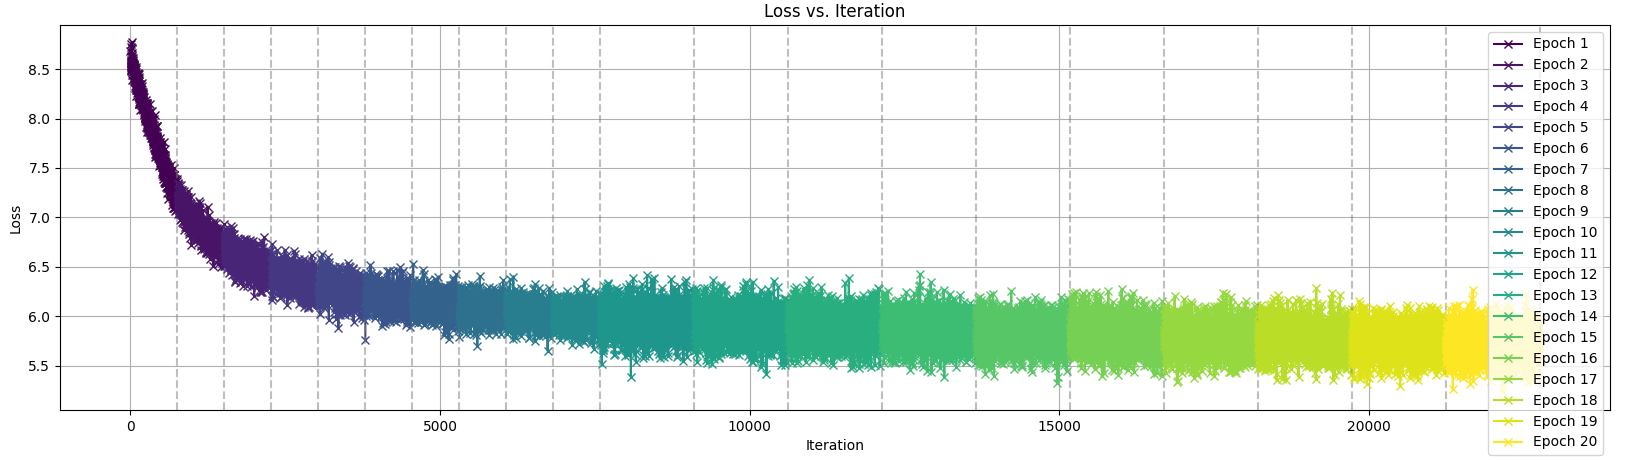 Loss vs. Iteration
Loss
8.5
8.0
7.5
7.0
6.5
6.0
5.5
0
5000
10000
15000
20000
Iteration
Epoch 1
Epoch 2
Epoch 3
Epoch 4
Epoch 5
Epoch 6
Epoch 7
Epoch 8
Epoch 9
Epoch 10
Epoch 11
Epoch 12
Epoch 13
Epoch 14
Epoch 15
Epoch 16
Epoch 17
Epoch 18
Epoch 19
Epoch 20